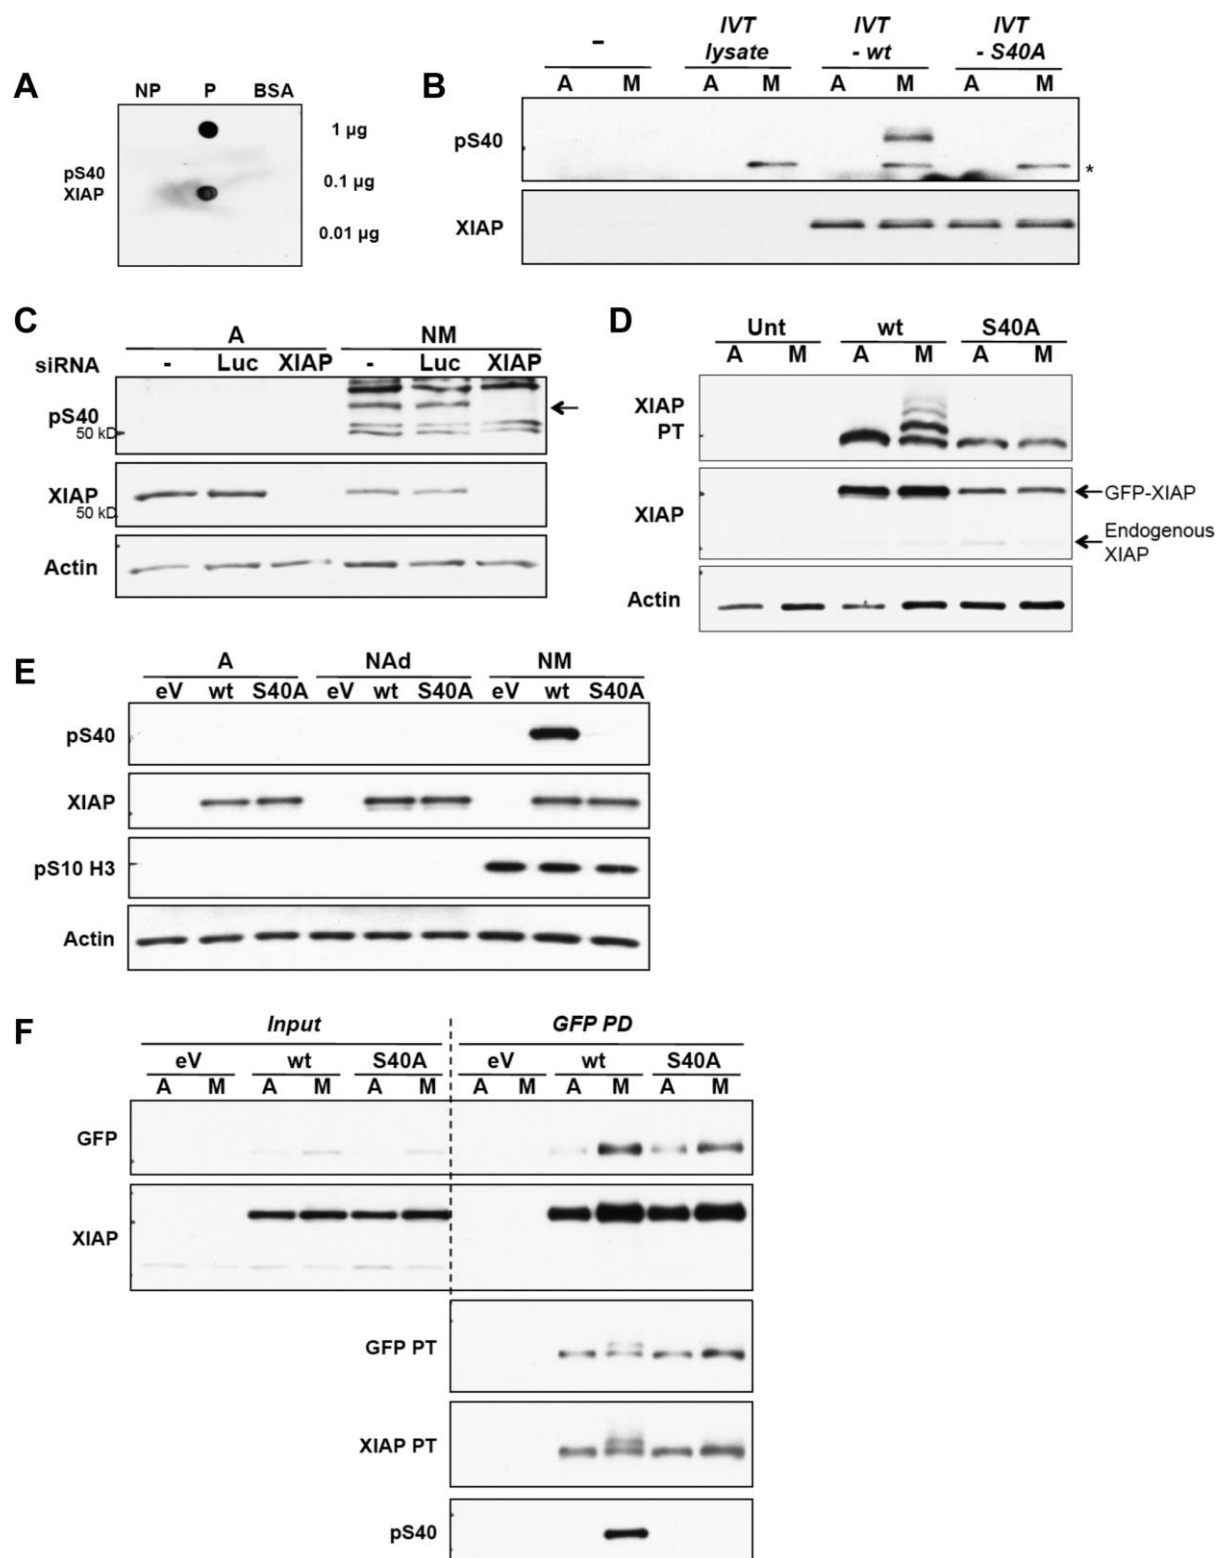 A
NP P BSA
pS40
XIAP
1 µg
0.1 µg
0.01 µg
B
– IVT lysate IVT - wt IVT - S40A
A M A M A M A M
pS40
*
XIAP
C
A NM
siRNA - Luc XIAP - Luc XIAP
pS40
50 kD
XIAP
50 kD
Actin
D
Unt wt S40A
A M A M A M
XIAP
PT
XIAP
GFP-XIAP
Endogenous
XIAP
Actin
E
A NAd NM
eV wt S40A eV wt S40A eV wt S40A
pS40
XIAP
pS10 H3
Actin
F
Input GFP PD
eV wt S40A eV wt S40A
A M A M A M A M A M A M
GFP
XIAP
GFP PT
XIAP PT
pS40